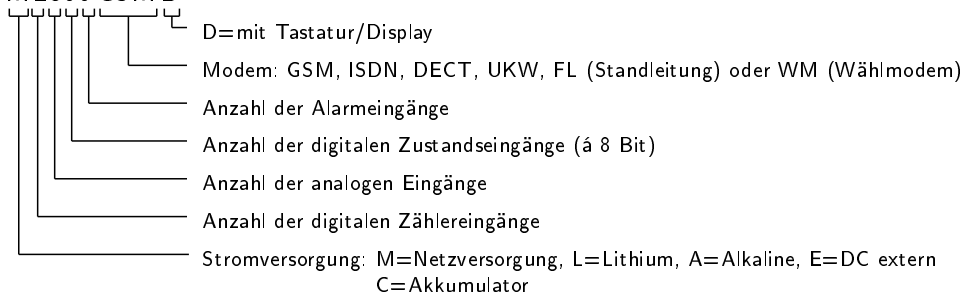 D=mit Tastatur/Display
Modem: GSM, ISDN, DECT, UKW, FL (Standleitung) oder WM (Wählmodem)
Anzahl der Alarmeingänge
Anzahl der digitalen Zustandseingänge (á 8 Bit)
Anzahl der analogen Eingänge
Anzahl der digitalen Zählereingänge
Stromversorgung: M=Netzversorgung, L=Lithium, A=Alkaline, E=DC extern
C=Akkumulator